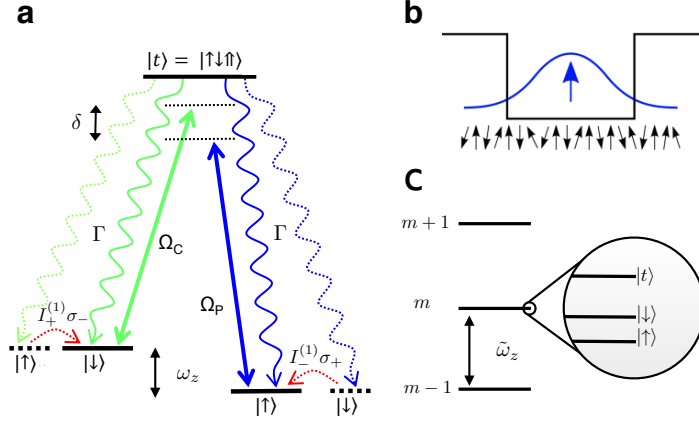 a
|t⟩ = |↑↓⇑⟩
δ
Γ
Γ
Ω_C
Ω_P
I_+^{(1)}σ_−
I_−^{(1)}σ_+
|↑⟩
|↓⟩
ω_z
|↑⟩
|↓⟩
b
C
m + 1
m
m − 1
ω̃_z
|t⟩
|↓⟩
|↑⟩